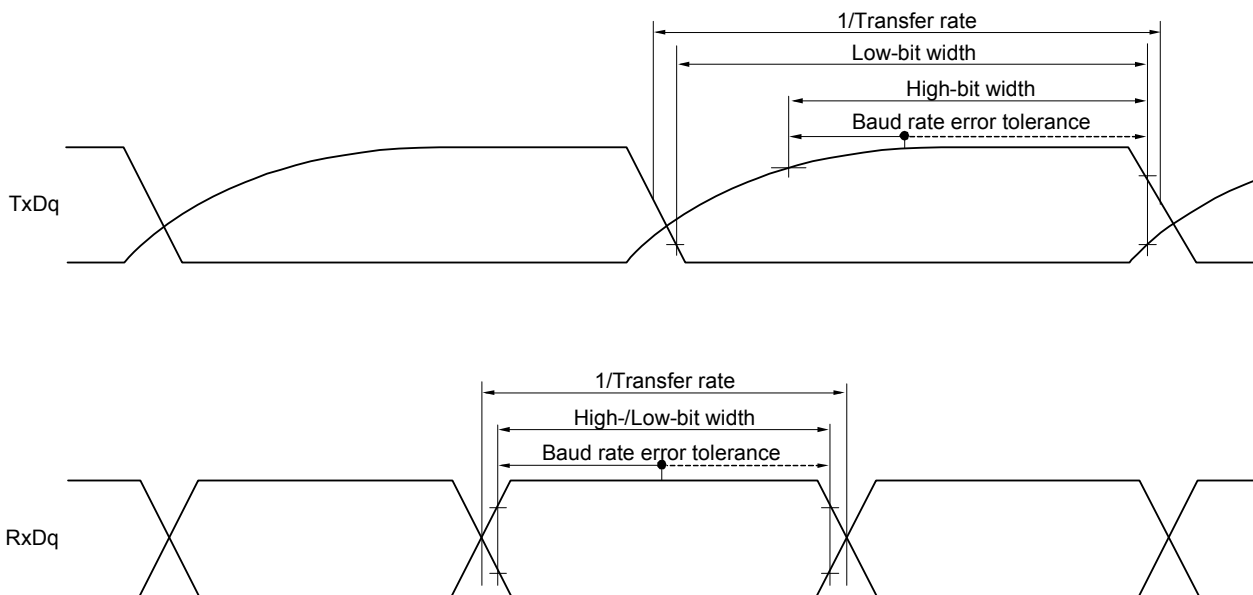 1/Transfer rate
Low-bit width
High-bit width
Baud rate error tolerance
TxDq
1/Transfer rate
High-/Low-bit width
Baud rate error tolerance
RxDq